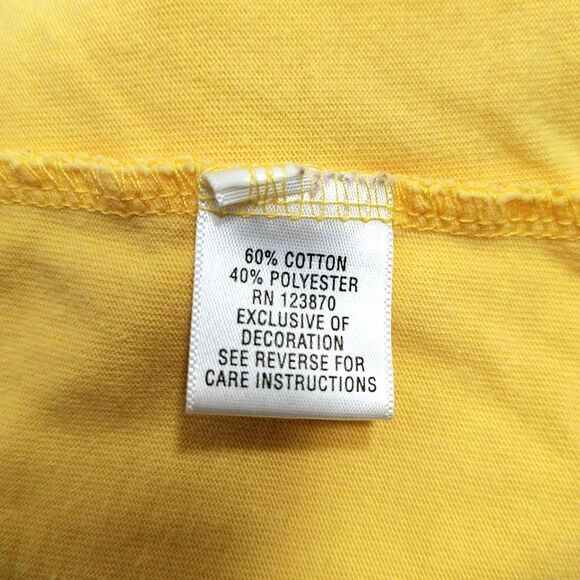 60% COTTON
40% POLYESTER
RN 123870
EXCLUSIVE OF
DECORATION
SEE REVERSE FOR
CARE INSTRUCTIONS